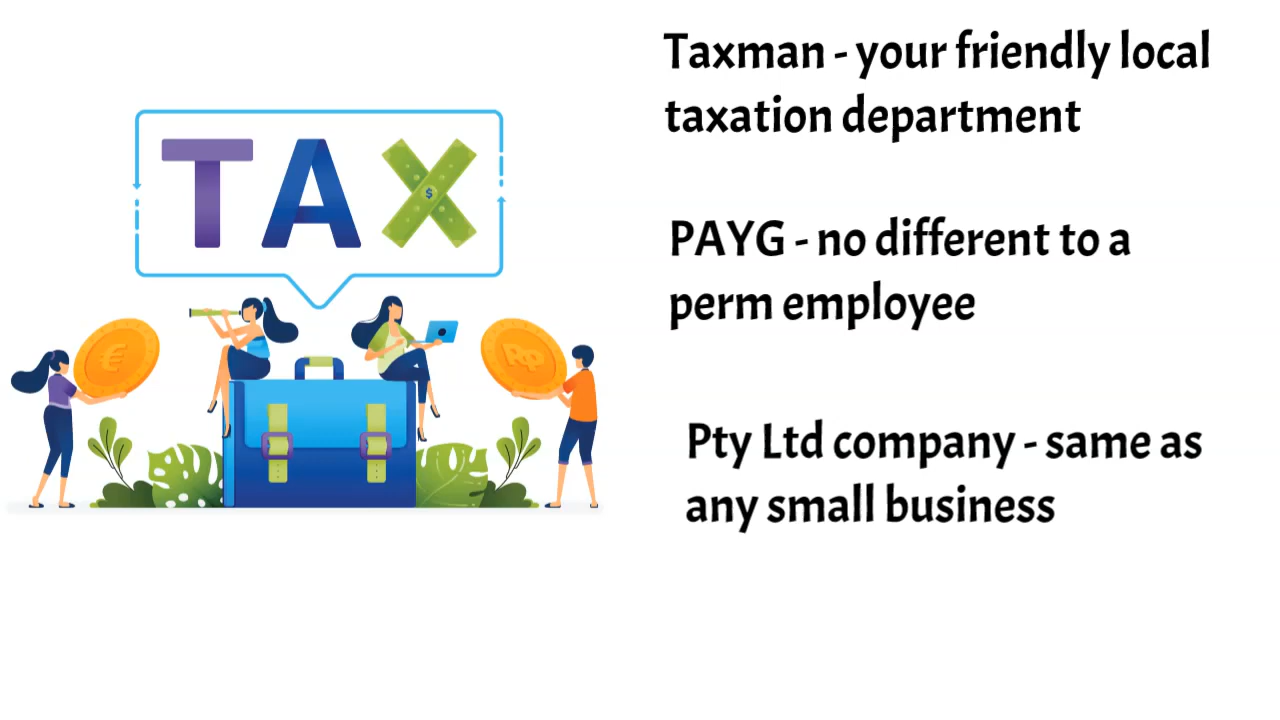 TAX
$
€
Rp
Taxman - your friendly local
taxation department
PAYG - no different to a
perm employee
Pty Ltd company - same as
any small business